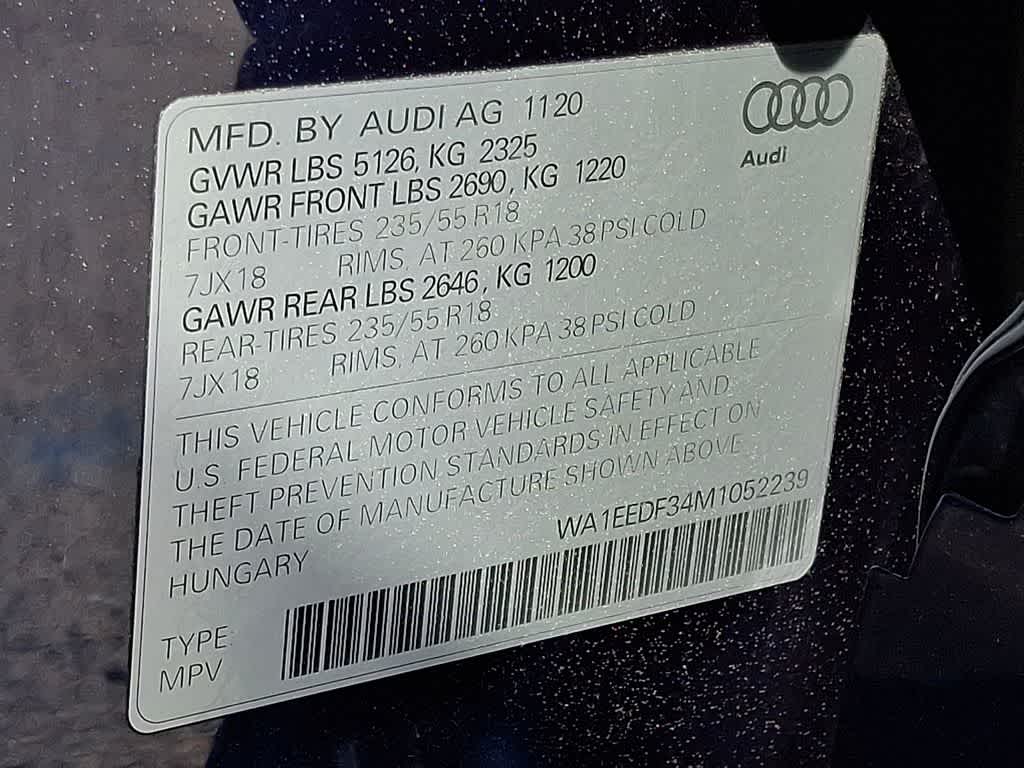 MFD. BY AUDI AG 1120
Audi
GVWR LBS 5126, KG 2325
GAWR FRONT LBS 2690, KG 1220
FRONT-TIRES 235/55 R18
7JX18 RIMS, AT 260 KPA 38 PSI COLD
GAWR REAR LBS 2646, KG 1200
REAR-TIRES 235/55 R18
7JX18 RIMS, AT 260 KPA 38 PSI COLD
THIS VEHICLE CONFORMS TO ALL APPLICABLE
U.S. FEDERAL MOTOR VEHICLE SAFETY AND
THEFT PREVENTION STANDARDS IN EFFECT ON
THE DATE OF MANUFACTURE SHOWN ABOVE.
HUNGARY WA1EEDF34M1052239
TYPE:
MPV